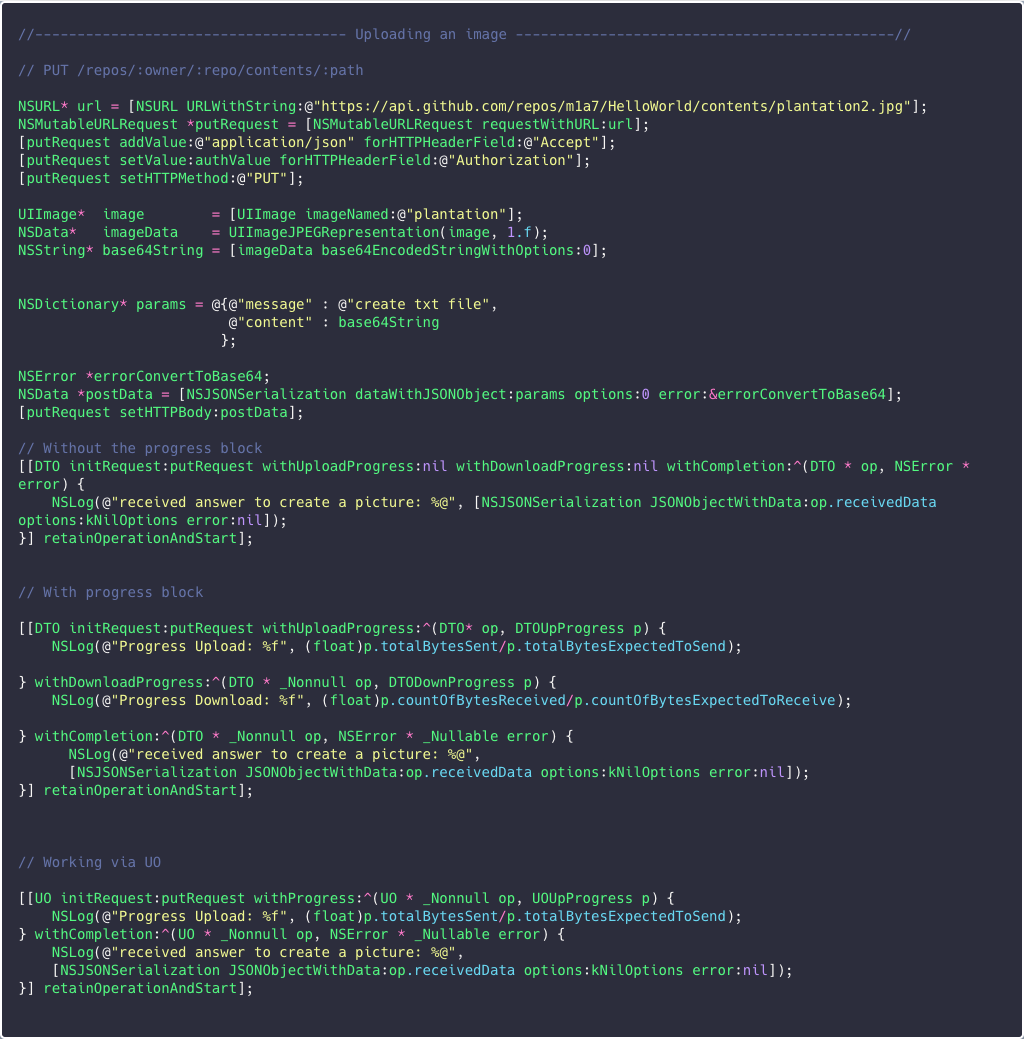 //------------------------------------- Uploading an image ---------------------------------------------//
// PUT /repos/:owner/:repo/contents/:path
NSURL* url = [NSURL URLWithString:@"https://api.github.com/repos/m1a7/HelloWorld/contents/plantation2.jpg"];
NSMutableURLRequest *putRequest = [NSMutableURLRequest requestWithURL:url];
[putRequest addValue:@"application/json" forHTTPHeaderField:@"Accept"];
[putRequest setValue:authValue forHTTPHeaderField:@"Authorization"];
[putRequest setHTTPMethod:@"PUT"];
UIImage*  image        = [UIImage imageNamed:@"plantation"];
NSData*   imageData    = UIImageJPEGRepresentation(image, 1.f);
NSString* base64String = [imageData base64EncodedStringWithOptions:0];
NSDictionary* params = @{@"message" : @"create txt file",
                         @"content" : base64String
                        };
NSError *errorConvertToBase64;
NSData *postData = [NSJSONSerialization dataWithJSONObject:params options:0 error:&errorConvertToBase64];
[putRequest setHTTPBody:postData];
// Without the progress block
[[DTO initRequest:putRequest withUploadProgress:nil withDownloadProgress:nil withCompletion:^(DTO * op, NSError *
error) {
    NSLog(@"received answer to create a picture: %@", [NSJSONSerialization JSONObjectWithData:op.receivedData
options:kNilOptions error:nil]);
}] retainOperationAndStart];
// With progress block
[[DTO initRequest:putRequest withUploadProgress:^(DTO* op, DTOUpProgress p) {
    NSLog(@"Progress Upload: %f", (float)p.totalBytesSent/p.totalBytesExpectedToSend);
} withDownloadProgress:^(DTO * _Nonnull op, DTODownProgress p) {
    NSLog(@"Progress Download: %f", (float)p.countOfBytesReceived/p.countOfBytesExpectedToReceive);
} withCompletion:^(DTO * _Nonnull op, NSError * _Nullable error) {
      NSLog(@"received answer to create a picture: %@",
      [NSJSONSerialization JSONObjectWithData:op.receivedData options:kNilOptions error:nil]);
}] retainOperationAndStart];
// Working via UO
[[UO initRequest:putRequest withProgress:^(UO * _Nonnull op, UOUpProgress p) {
    NSLog(@"Progress Upload: %f", (float)p.totalBytesSent/p.totalBytesExpectedToSend);
} withCompletion:^(UO * _Nonnull op, NSError * _Nullable error) {
    NSLog(@"received answer to create a picture: %@",
    [NSJSONSerialization JSONObjectWithData:op.receivedData options:kNilOptions error:nil]);
}] retainOperationAndStart];